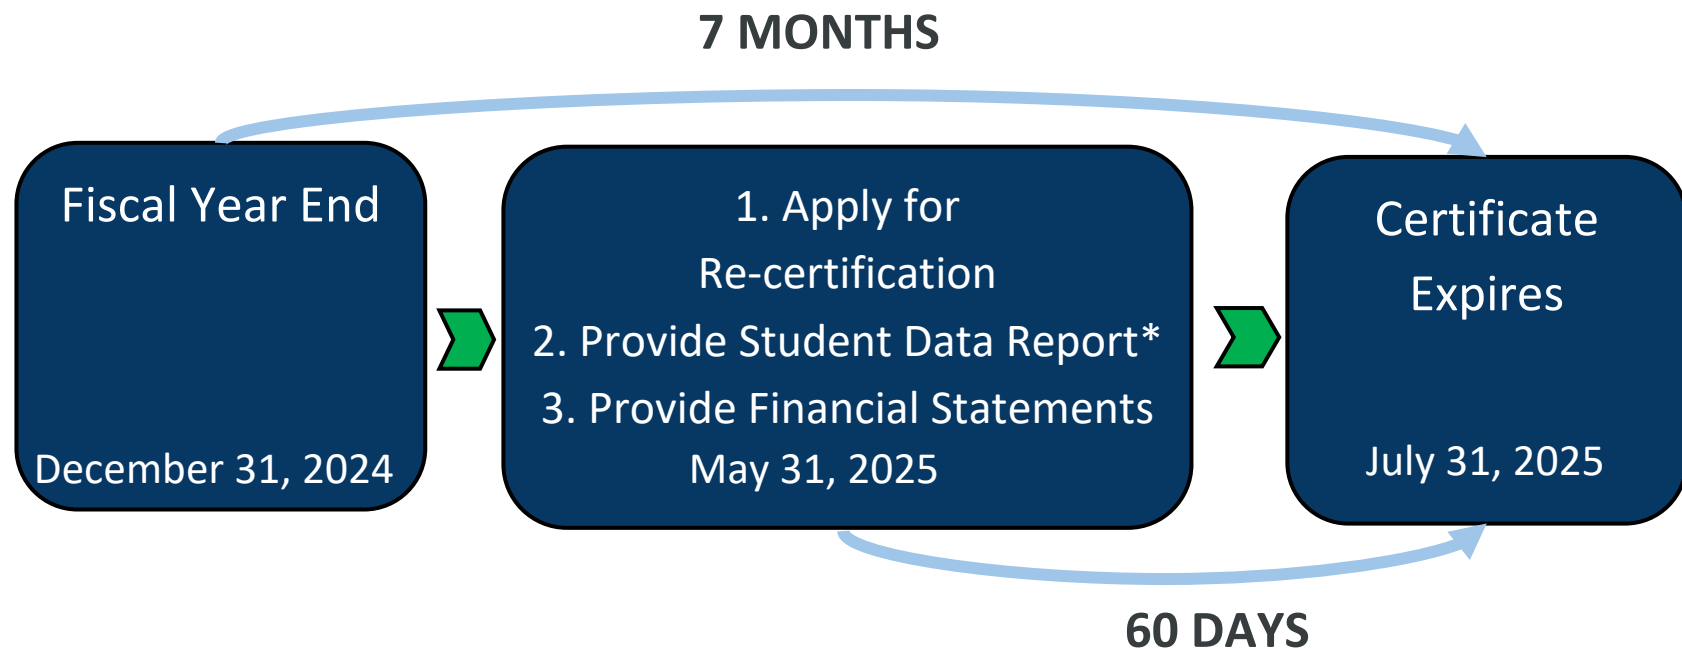 7 MONTHS
Fiscal Year End
December 31, 2024
1. Apply for
Re-certification
2. Provide Student Data Report*
3. Provide Financial Statements
May 31, 2025
Certificate
Expires
July 31, 2025
60 DAYS